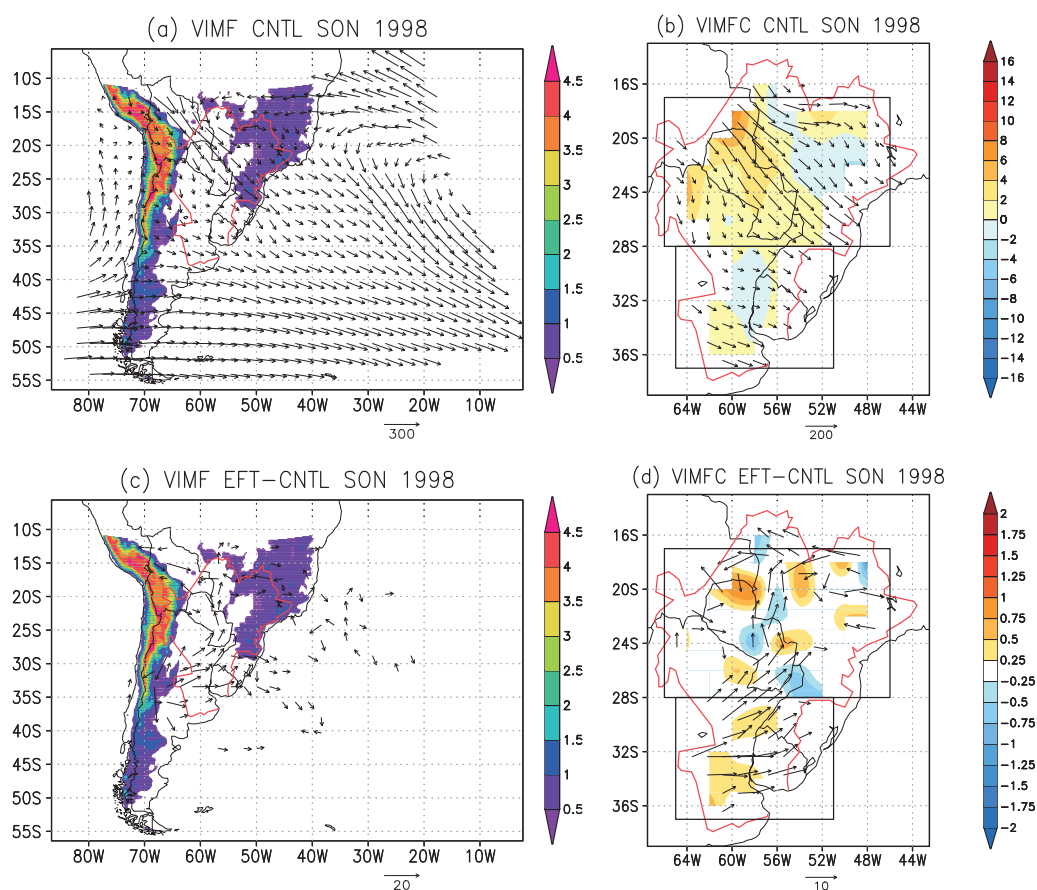 (a) VIMF CNTL SON 1998
10S
15S
20S
25S
30S
35S
40S
45S
50S
55S
80W 70W 60W 50W 40W 30W 20W 10W
300
4.5
4
3.5
3
2.5
2
1.5
1
0.5
(b) VIMFC CNTL SON 1998
16S
20S
24S
28S
32S
36S
64W 60W 56W 52W 48W 44W
200
16
14
12
10
8
6
4
2
0
-2
-4
-6
-8
-10
-12
-14
-16
(c) VIMF EFT-CNTL SON 1998
10S
15S
20S
25S
30S
35S
40S
45S
50S
55S
80W 70W 60W 50W 40W 30W 20W 10W
20
4.5
4
3.5
3
2.5
2
1.5
1
0.5
(d) VIMFC EFT-CNTL SON 1998
16S
20S
24S
28S
32S
36S
64W 60W 56W 52W 48W 44W
10
2
1.75
1.5
1.25
1
0.75
0.5
0.25
-0.25
-0.5
-0.75
-1
-1.25
-1.5
-1.75
-2